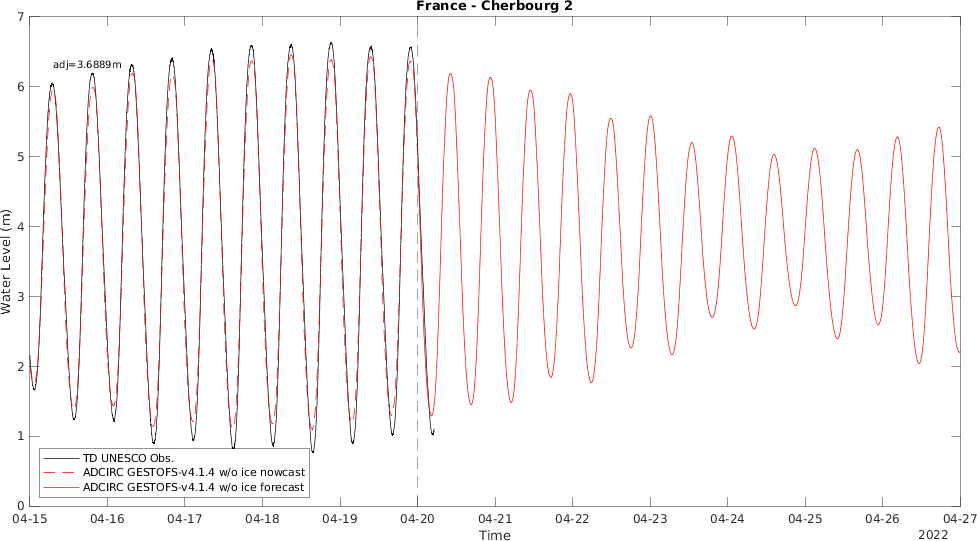 France - Cherbourg 2
7
6
5
4
3
2
1
0
Water Level (m)
adj=3.6889m
TD UNESCO Obs.
ADCIRC GESTOFS-v4.1.4 w/o ice nowcast
ADCIRC GESTOFS-v4.1.4 w/o ice forecast
04-15 04-16 04-17 04-18 04-19 04-20 04-21 04-22 04-23 04-24 04-25 04-26 04-27
Time
2022